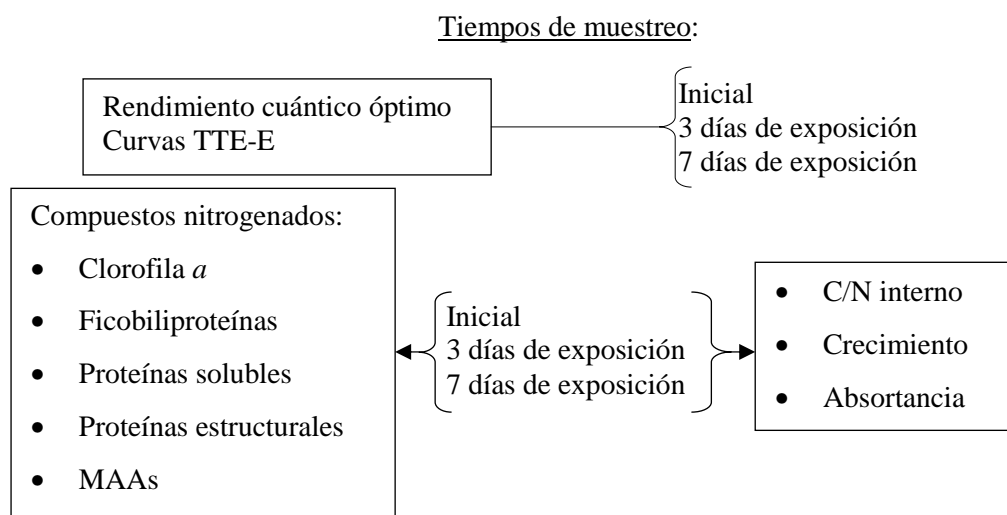 Tiempos de muestreo:
Rendimiento cuántico óptimo
Curvas TTE-E
Inicial
3 días de exposición
7 días de exposición
Compuestos nitrogenados:
• Clorofila a
• Ficobiliproteínas
• Proteínas solubles
• Proteínas estructurales
• MAAs
Inicial
3 días de exposición
7 días de exposición
• C/N interno
• Crecimiento
• Absortancia